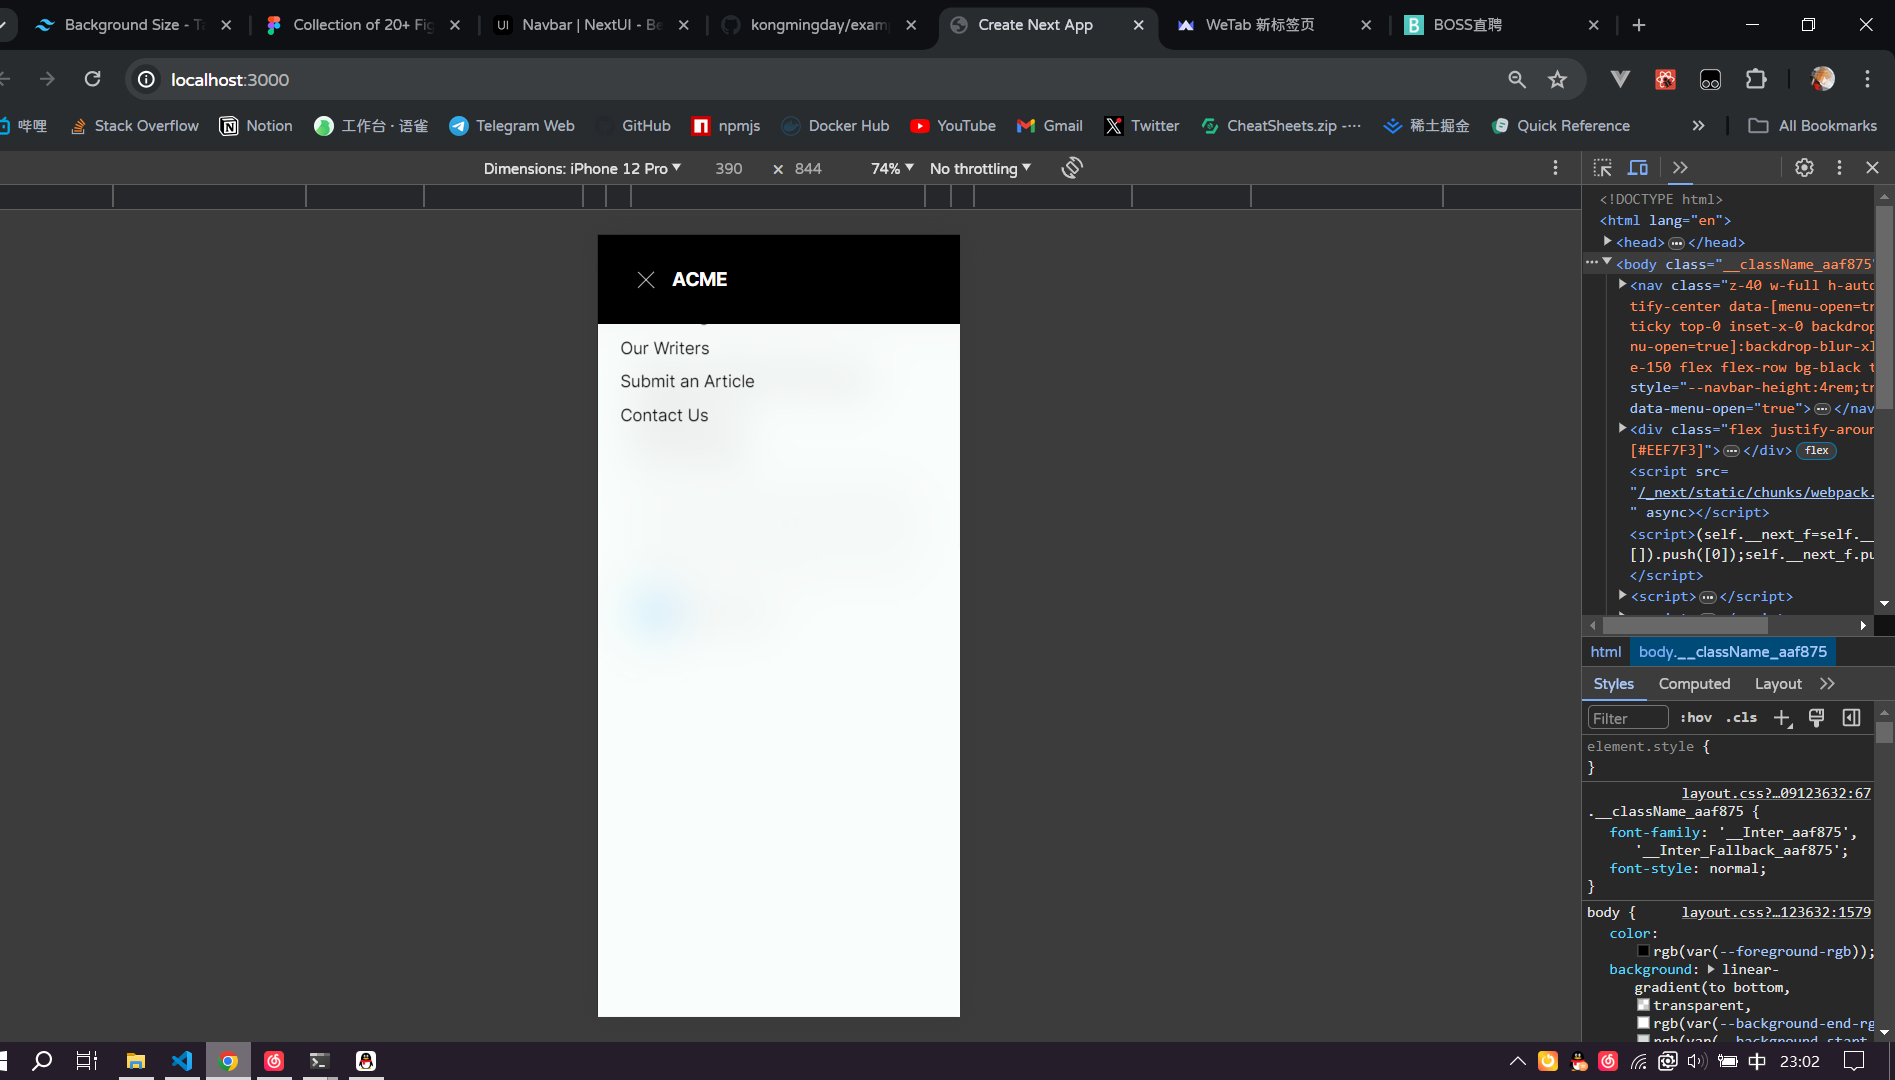 Background Size - Ta
Collection of 20+ Fig
Navbar | NextUI - Be
kongmingday/exam
Create Next App
WeTab 新标签页
BOSS直聘
localhost:3000
哔哩
Stack Overflow
Notion
工作台 · 语雀
Telegram Web
GitHub
npmjs
Docker Hub
YouTube
Gmail
Twitter
CheatSheets.zip -···
稀土掘金
Quick Reference
All Bookmarks
Dimensions: iPhone 12 Pro
390
×
844
74%
No throttling
ACME
Our Writers
Submit an Article
Contact Us
<!DOCTYPE html>
<html lang="en">
<head>…</head>
<body class="__className_aaf875"
<nav class="z-40 w-full h-auto
tify-center data-[menu-open=tr
ticky top-0 inset-x-0 backdrop
nu-open=true]:backdrop-blur-xl
e-150 flex flex-row bg-black t
style="--navbar-height:4rem;tr
data-menu-open="true">…</nav
<div class="flex justify-aroun
[#EEF7F3]">…</div> flex
<script src=
"/_next/static/chunks/webpack.
" async></script>
<script>(self.__next_f=self.__
[]).push([0]);self.__next_f.pu
</script>
<script>…</script>
html
body.__className_aaf875
Styles
Computed
Layout
Filter
:hov
.cls
element.style {
}
layout.css?…09123632:67
.__className_aaf875 {
font-family: '__Inter_aaf875',
'__Inter_Fallback_aaf875';
font-style: normal;
}
body {
layout.css?…123632:1579
color:
rgb(var(--foreground-rgb));
background: linear-
gradient(to bottom,
transparent,
rgb(var(--background-end-rg
rgb(var(--background-start
中
23:02